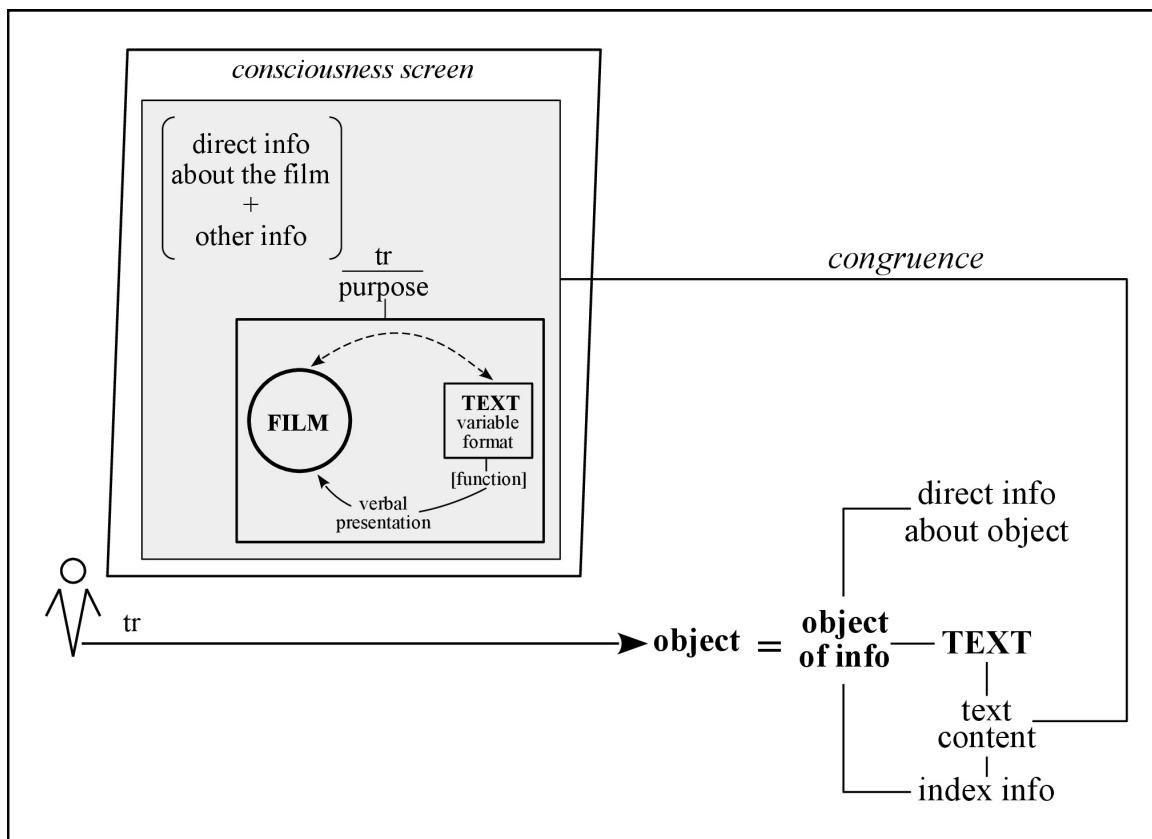 consciousness screen
direct info
about the film
+
other info
tr
purpose
congruence
FILM
TEXT
variable
format
[function]
verbal
presentation
direct info
about object
tr
object = object of info
TEXT
text
content
index info